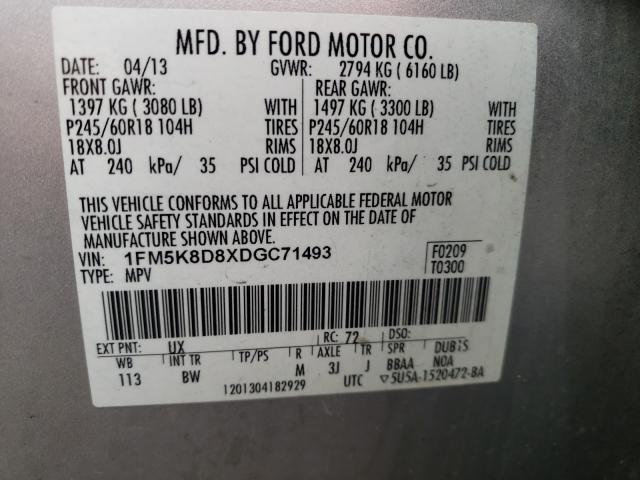 MFD. BY FORD MOTOR CO.
DATE: 04/13 GVWR: 2794 KG ( 6160 LB)
FRONT GAWR: REAR GAWR:
1397 KG ( 3080 LB) WITH 1497 KG ( 3300 LB) WITH
P245/60R18 104H TIRES P245/60R18 104H TIRES
18X8.0J RIMS 18X8.0J RIMS
AT 240 kPa/ 35 PSI COLD AT 240 kPa/ 35 PSI COLD
THIS VEHICLE CONFORMS TO ALL APPLICABLE FEDERAL MOTOR
VEHICLE SAFETY STANDARDS IN EFFECT ON THE DATE OF
MANUFACTURE SHOWN ABOVE.
VIN: 1FM5K8D8XDGC71493 F0209
TYPE: MPV T0300
EXT PNT: UX RC: 72 DSO:
WB INT TR TP/PS R AXLE TR SPR DUBIS
113 BW M 3J J BBAA NOA
1201304182929 UTC ▽5U5A-1520472-BA